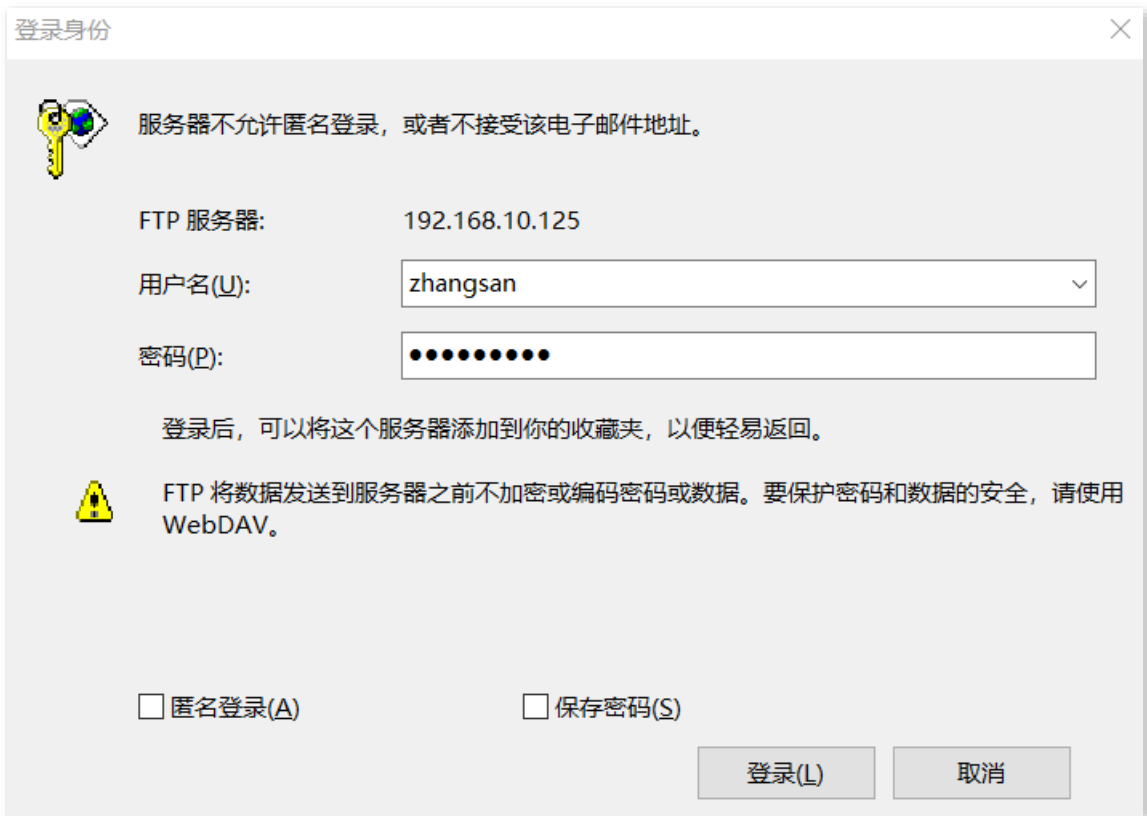 登录身份
服务器不允许匿名登录，或者不接受该电子邮件地址。
FTP 服务器: 192.168.10.125
用户名(U): zhangsan
密码(P): ●●●●●●●●●
登录后，可以将这个服务器添加到你的收藏夹，以便轻易返回。
FTP 将数据发送到服务器之前不加密或编码密码或数据。要保护密码和数据的安全，请使用
WebDAV。
匿名登录(A) 保存密码(S)
登录(L) 取消